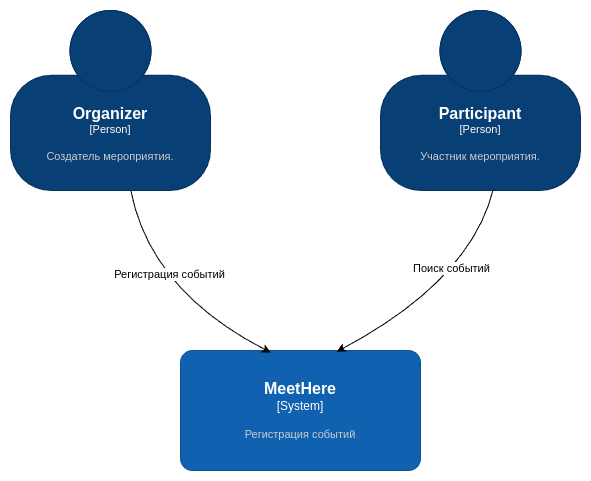 Organizer
[Person]
Создатель мероприятия.
Participant
[Person]
Участник мероприятия.
Регистрация событий
Поиск событий
MeetHere
[System]
Регистрация событий